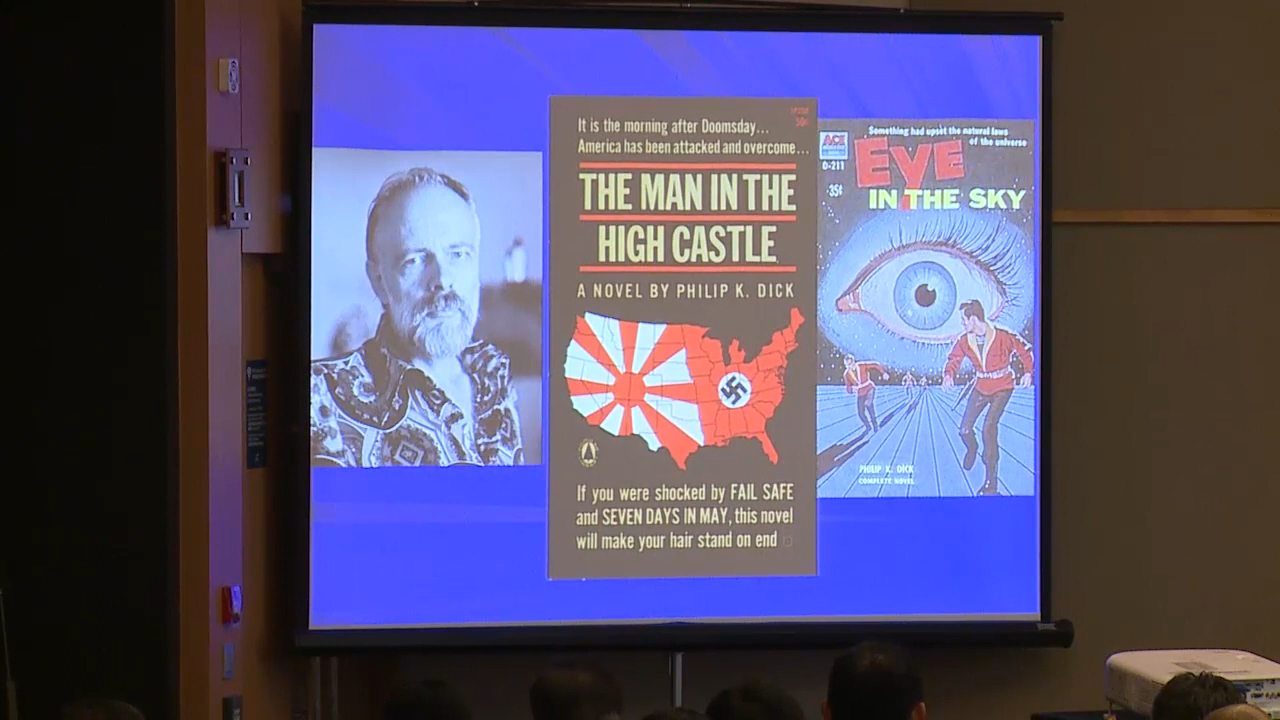 It is the morning after Doomsday...
America has been attacked and overcome...
THE MAN IN THE
HIGH CASTLE
A NOVEL BY PHILIP K. DICK
If you were shocked by FAIL SAFE
and SEVEN DAYS IN MAY, this novel
will make your hair stand on end
Something had upset the natural laws
of the universe
ACE
D-211
35¢
EYE
IN THE SKY
PHILIP K. DICK
COMPLETE NOVEL